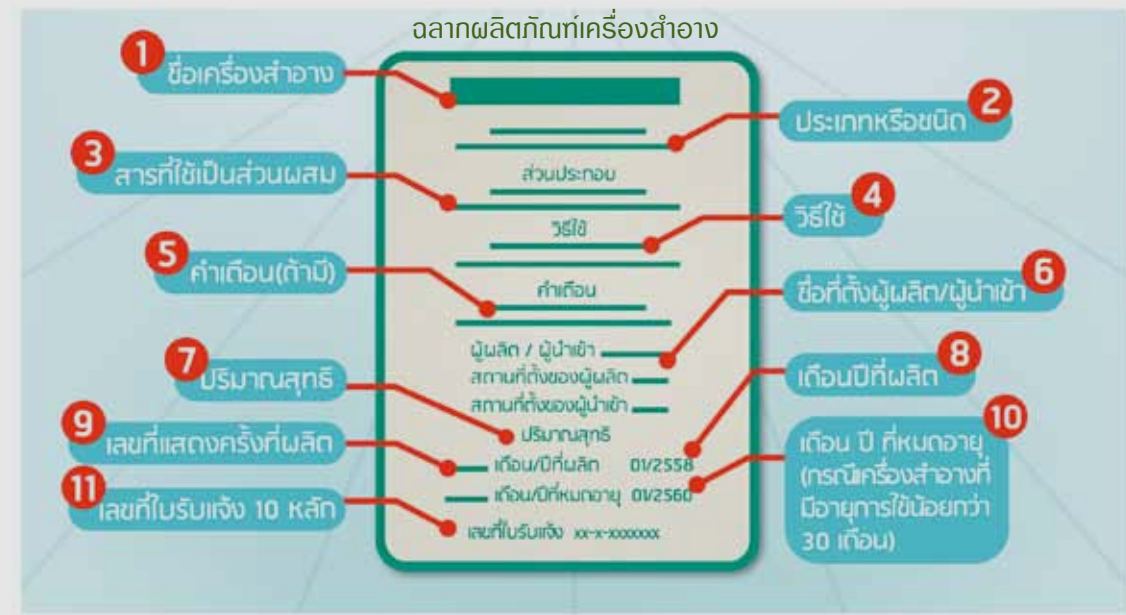 ฉลากผลิตภัณฑ์เครื่องสำอาง
1
ชื่อเครื่องสำอาง
2
ประเภทหรือชนิด
3
สารที่ใช้เป็นส่วนผสม
ส่วนประกอบ
4
วิธีใช้
วิธีใช้
5
คำเตือน(ถ้ามี)
คำเตือน
6
ชื่อที่ตั้งผู้ผลิต/ผู้นำเข้า
ผู้ผลิต / ผู้นำเข้า
สถานที่ตั้งของผู้ผลิต
สถานที่ตั้งของผู้นำเข้า
7
ปริมาณสุทธิ
ปริมาณสุทธิ
8
เดือนปีที่ผลิต
9
เลขที่แสดงครั้งที่ผลิต
เดือน/ปีที่ผลิต 01/2558
10
เดือน ปี ที่หมดอายุ
(กรณีเครื่องสำอางที่
มีอายุการใช้น้อยกว่า
30 เดือน)
เดือน/ปีที่หมดอายุ 01/2560
11
เลขที่ใบรับแจ้ง 10 หลัก
เลขที่ใบรับแจ้ง xx-x-xxxxxxx